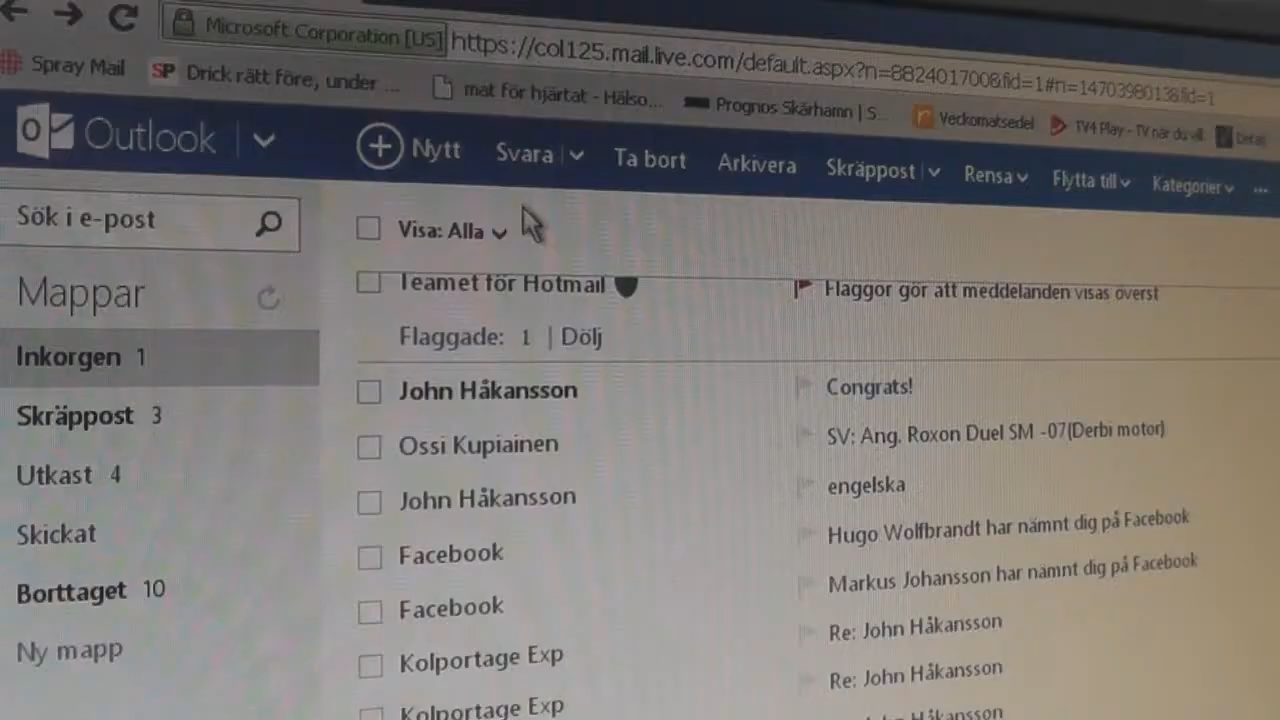 Microsoft Corporation [US] https://col125.mail.live.com/default.aspx?n=882401700&fid=1#n=1470398013&fid=1
Spray Mail SP Drick rätt före, under ... mat för hjärtat - Hälso... Prognos Skärhamn | S... Veckomatsedel TV4 Play - TV när du vill
Outlook Nytt Svara Ta bort Arkivera Skräppost Rensa Flytta till Kategorier ...
Sök i e-post
Visa: Alla
Mappar
Teamet för Hotmail Flaggor gör att meddelanden visas överst
Flaggade: 1 | Dölj
Inkorgen 1
John Håkansson Congrats!
Skräppost 3
Ossi Kupiainen SV: Ang. Roxon Duel SM -07(Derbi motor)
Utkast 4
John Håkansson engelska
Skickat
Facebook Hugo Wolfbrandt har nämnt dig på Facebook
Borttaget 10
Facebook Markus Johansson har nämnt dig på Facebook
Ny mapp
Kolportage Exp Re: John Håkansson
Kolportage Exp Re: John Håkansson
Håkansson